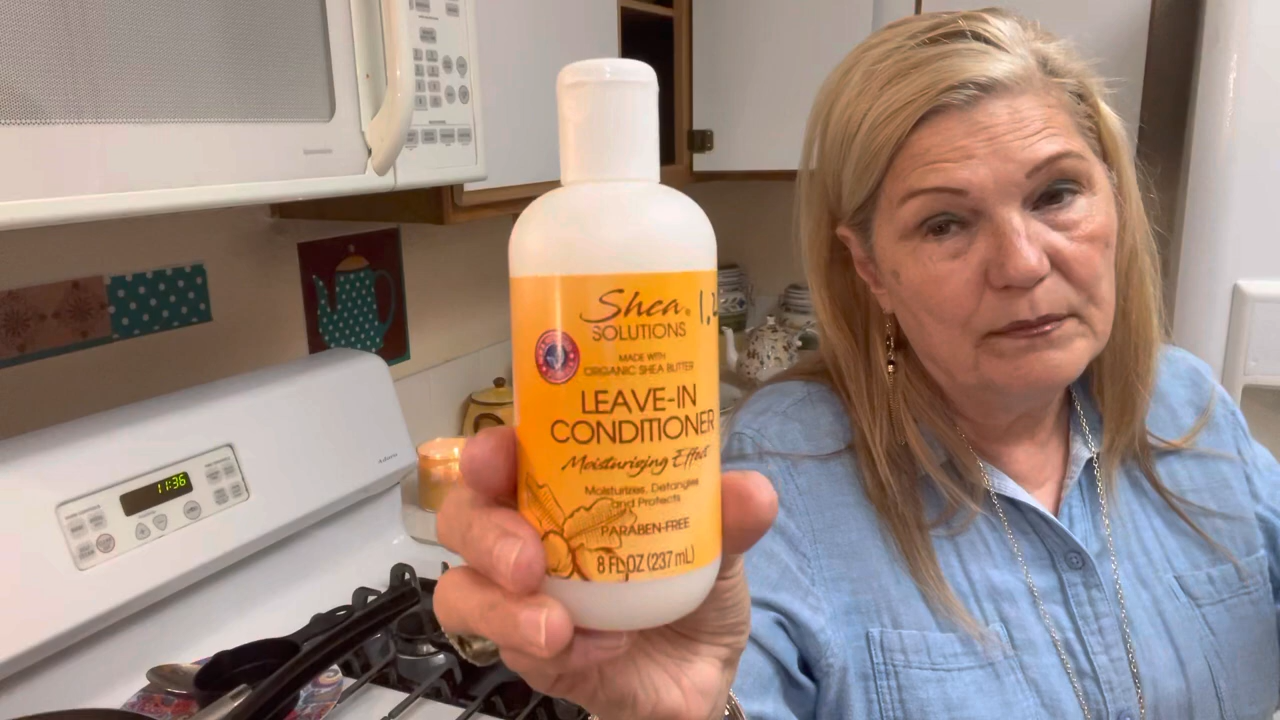 11:36
Shea®
SOLUTIONS
MADE WITH
ORGANIC SHEA BUTTER
LEAVE-IN
CONDITIONER
Moisturizing Effect
Moisturizes, Detangles
and Protects
PARABEN-FREE
8 FL OZ (237 mL)